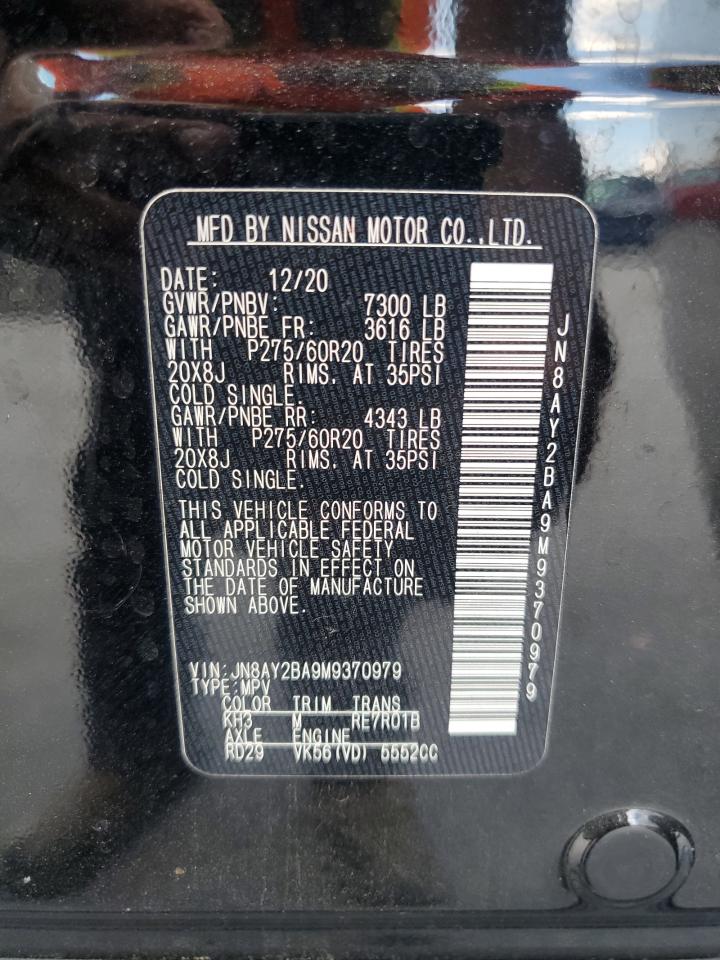 MFD BY NISSAN MOTOR CO.,LTD.
DATE: 12/20
GVWR/PNBV: 7300 LB
GAWR/PNBE FR: 3616 LB
WITH P275/60R20 TIRES
20X8J RIMS. AT 35PSI
COLD SINGLE.
GAWR/PNBE RR: 4343 LB
WITH P275/60R20 TIRES
20X8J RIMS. AT 35PSI
COLD SINGLE.
THIS VEHICLE CONFORMS TO
ALL APPLICABLE FEDERAL
MOTOR VEHICLE SAFETY
STANDARDS IN EFFECT ON
THE DATE OF MANUFACTURE
SHOWN ABOVE.
VIN:JN8AY2BA9M9370979
TYPE:MPV
COLOR TRIM TRANS
KH3 M RE7R01B
AXLE ENGINE
RD29 VK56(VD) 5552CC
JN8AY2BA9M9370979